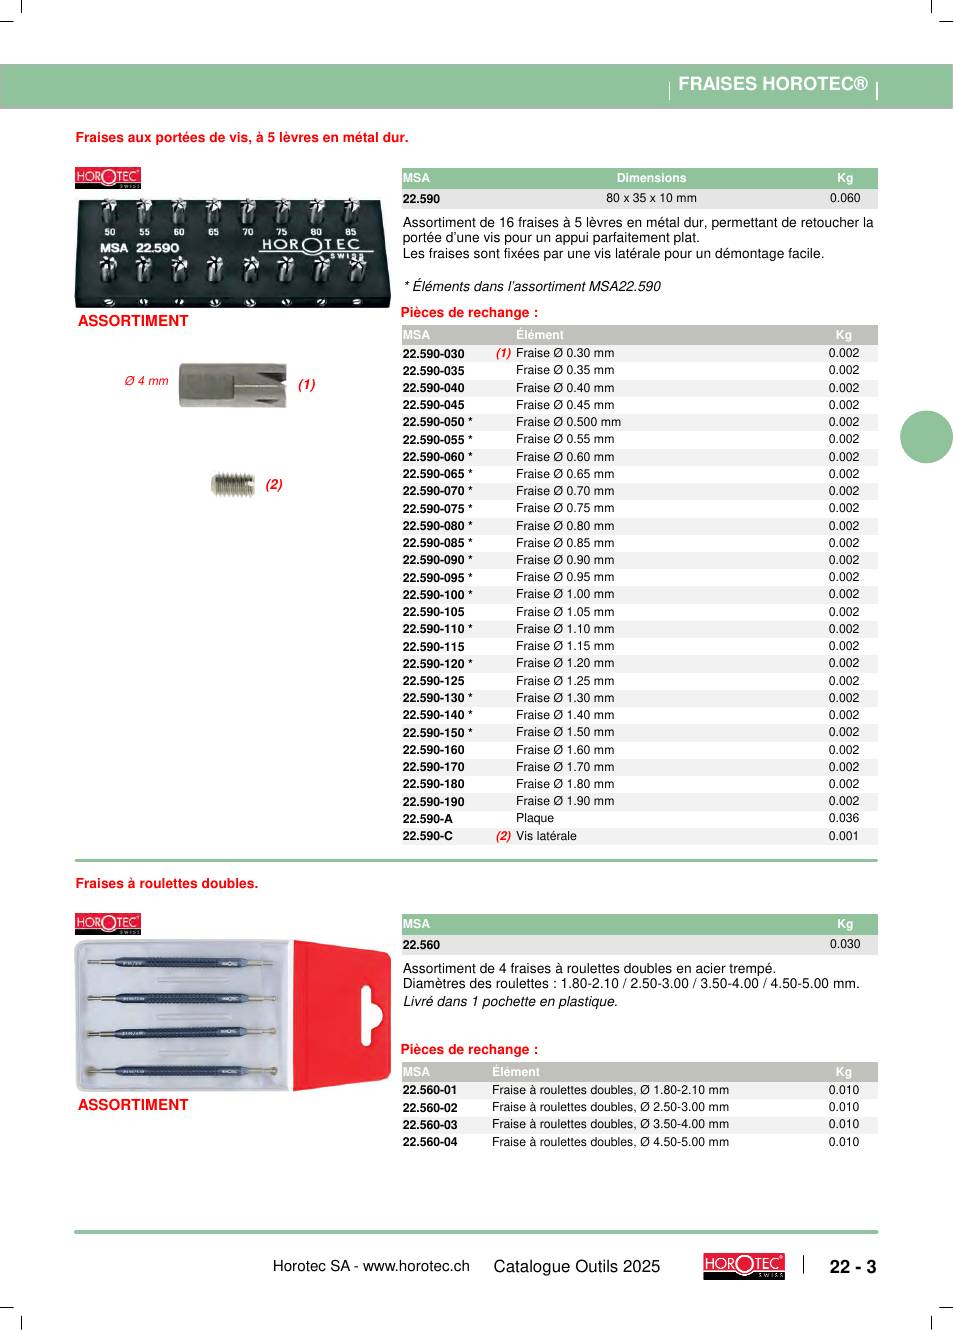 FRAISES HOROTEC®
Fraises aux portées de vis, à 5 lèvres en métal dur.
HOROTEC®
SWISS
50 55 60 65 70 75 80 85
MSA 22.590 HOROTEC
SWISS
ASSORTIMENT
Ø 4 mm (1)
(2)
MSA Dimensions Kg
22.590 80 x 35 x 10 mm 0.060
Assortiment de 16 fraises à 5 lèvres en métal dur, permettant de retoucher la
portée d’une vis pour un appui parfaitement plat.
Les fraises sont fixées par une vis latérale pour un démontage facile.
* Éléments dans l’assortiment MSA22.590
Pièces de rechange :
MSA Élément Kg
22.590-030 (1) Fraise Ø 0.30 mm 0.002
22.590-035 Fraise Ø 0.35 mm 0.002
22.590-040 Fraise Ø 0.40 mm 0.002
22.590-045 Fraise Ø 0.45 mm 0.002
22.590-050 * Fraise Ø 0.500 mm 0.002
22.590-055 * Fraise Ø 0.55 mm 0.002
22.590-060 * Fraise Ø 0.60 mm 0.002
22.590-065 * Fraise Ø 0.65 mm 0.002
22.590-070 * Fraise Ø 0.70 mm 0.002
22.590-075 * Fraise Ø 0.75 mm 0.002
22.590-080 * Fraise Ø 0.80 mm 0.002
22.590-085 * Fraise Ø 0.85 mm 0.002
22.590-090 * Fraise Ø 0.90 mm 0.002
22.590-095 * Fraise Ø 0.95 mm 0.002
22.590-100 * Fraise Ø 1.00 mm 0.002
22.590-105 Fraise Ø 1.05 mm 0.002
22.590-110 * Fraise Ø 1.10 mm 0.002
22.590-115 Fraise Ø 1.15 mm 0.002
22.590-120 * Fraise Ø 1.20 mm 0.002
22.590-125 Fraise Ø 1.25 mm 0.002
22.590-130 * Fraise Ø 1.30 mm 0.002
22.590-140 * Fraise Ø 1.40 mm 0.002
22.590-150 * Fraise Ø 1.50 mm 0.002
22.590-160 Fraise Ø 1.60 mm 0.002
22.590-170 Fraise Ø 1.70 mm 0.002
22.590-180 Fraise Ø 1.80 mm 0.002
22.590-190 Fraise Ø 1.90 mm 0.002
22.590-A Plaque 0.036
22.590-C (2) Vis latérale 0.001
Fraises à roulettes doubles.
HOROTEC®
SWISS
ASSORTIMENT
MSA Kg
22.560 0.030
Assortiment de 4 fraises à roulettes doubles en acier trempé.
Diamètres des roulettes : 1.80-2.10 / 2.50-3.00 / 3.50-4.00 / 4.50-5.00 mm.
Livré dans 1 pochette en plastique.
Pièces de rechange :
MSA Élément Kg
22.560-01 Fraise à roulettes doubles, Ø 1.80-2.10 mm 0.010
22.560-02 Fraise à roulettes doubles, Ø 2.50-3.00 mm 0.010
22.560-03 Fraise à roulettes doubles, Ø 3.50-4.00 mm 0.010
22.560-04 Fraise à roulettes doubles, Ø 4.50-5.00 mm 0.010
Horotec SA - www.horotec.ch Catalogue Outils 2025 HOROTEC® SWISS 22 - 3